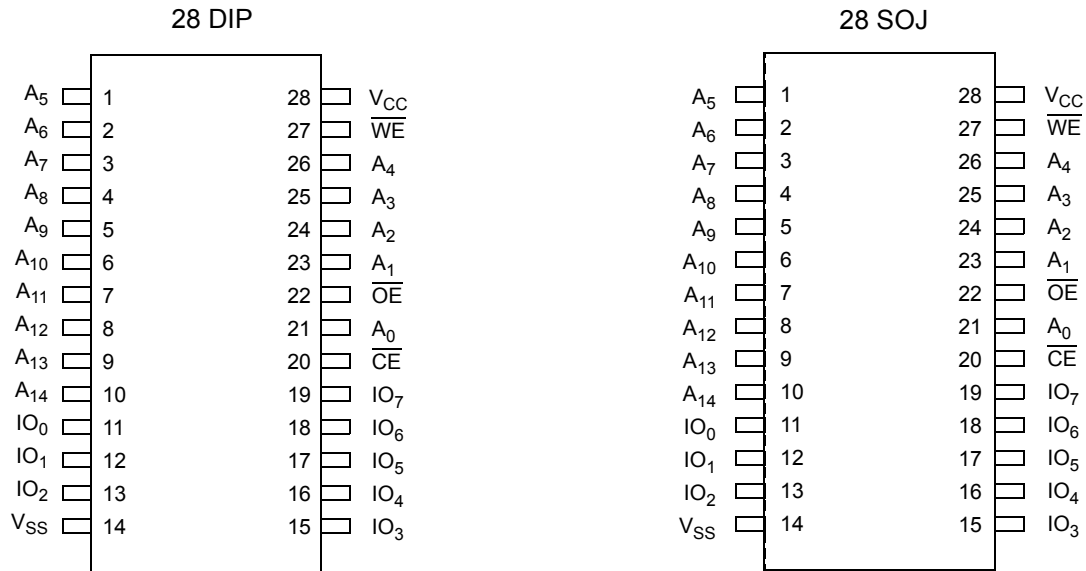 28 DIP
A5 1 28 VCC
A6 2 27 WE
A7 3 26 A4
A8 4 25 A3
A9 5 24 A2
A10 6 23 A1
A11 7 22 OE
A12 8 21 A0
A13 9 20 CE
A14 10 19 IO7
IO0 11 18 IO6
IO1 12 17 IO5
IO2 13 16 IO4
VSS 14 15 IO3
28 SOJ
A5 1 28 VCC
A6 2 27 WE
A7 3 26 A4
A8 4 25 A3
A9 5 24 A2
A10 6 23 A1
A11 7 22 OE
A12 8 21 A0
A13 9 20 CE
A14 10 19 IO7
IO0 11 18 IO6
IO1 12 17 IO5
IO2 13 16 IO4
VSS 14 15 IO3